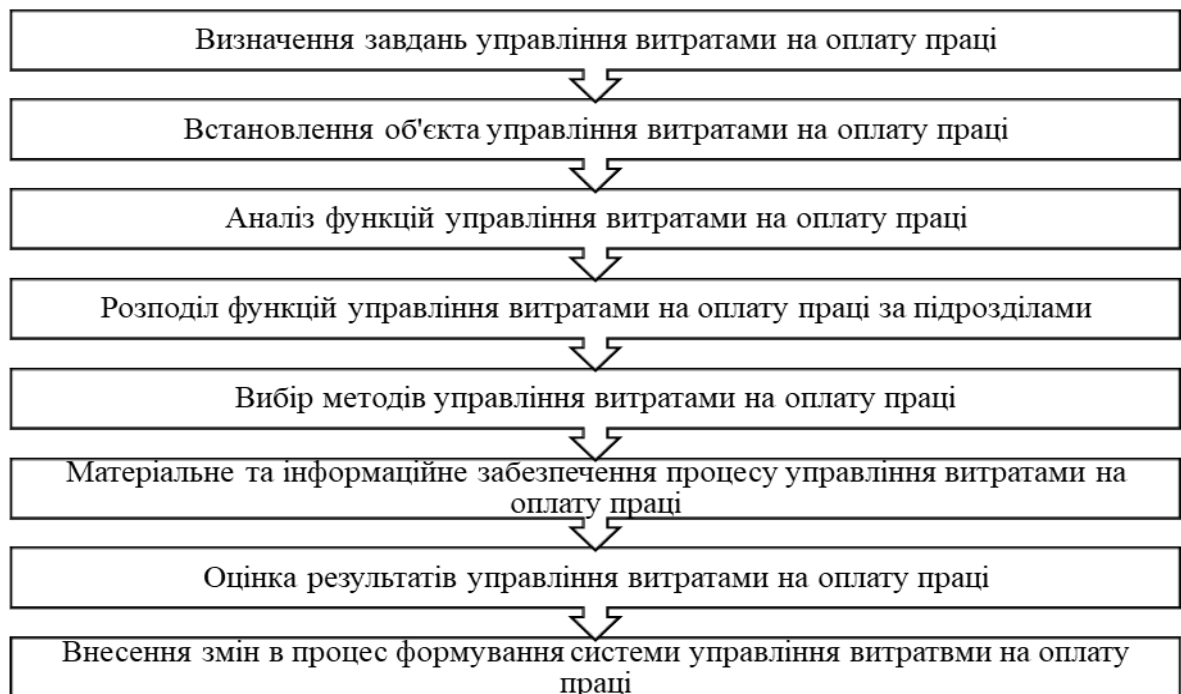 Визначення завдань управління витратами на оплату праці
Встановлення об'єкта управління витратами на оплату праці
Аналіз функцій управління витратами на оплату праці
Розподіл функцій управління витратами на оплату праці за підрозділами
Вибір методів управління витратами на оплату праці
Матеріальне та інформаційне забезпечення процесу управління витратами на
оплату праці
Оцінка результатів управління витратами на оплату праці
Внесення змін в процес формування системи управління витратвми на оплату
праці